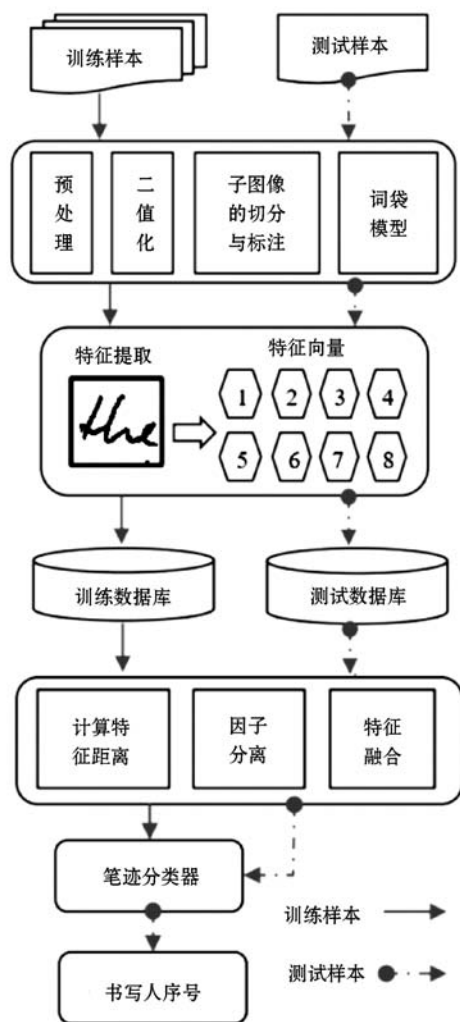 训练样本
测试样本
预
处
理
二
值
化
子图像
的切分
与标注
词袋
模型
特征提取
特征向量
the
1 2 3 4
5 6 7 8
训练数据库
测试数据库
计算特
征距离
因子
分离
特征
融合
笔迹分类器
训练样本
书写人序号
测试样本